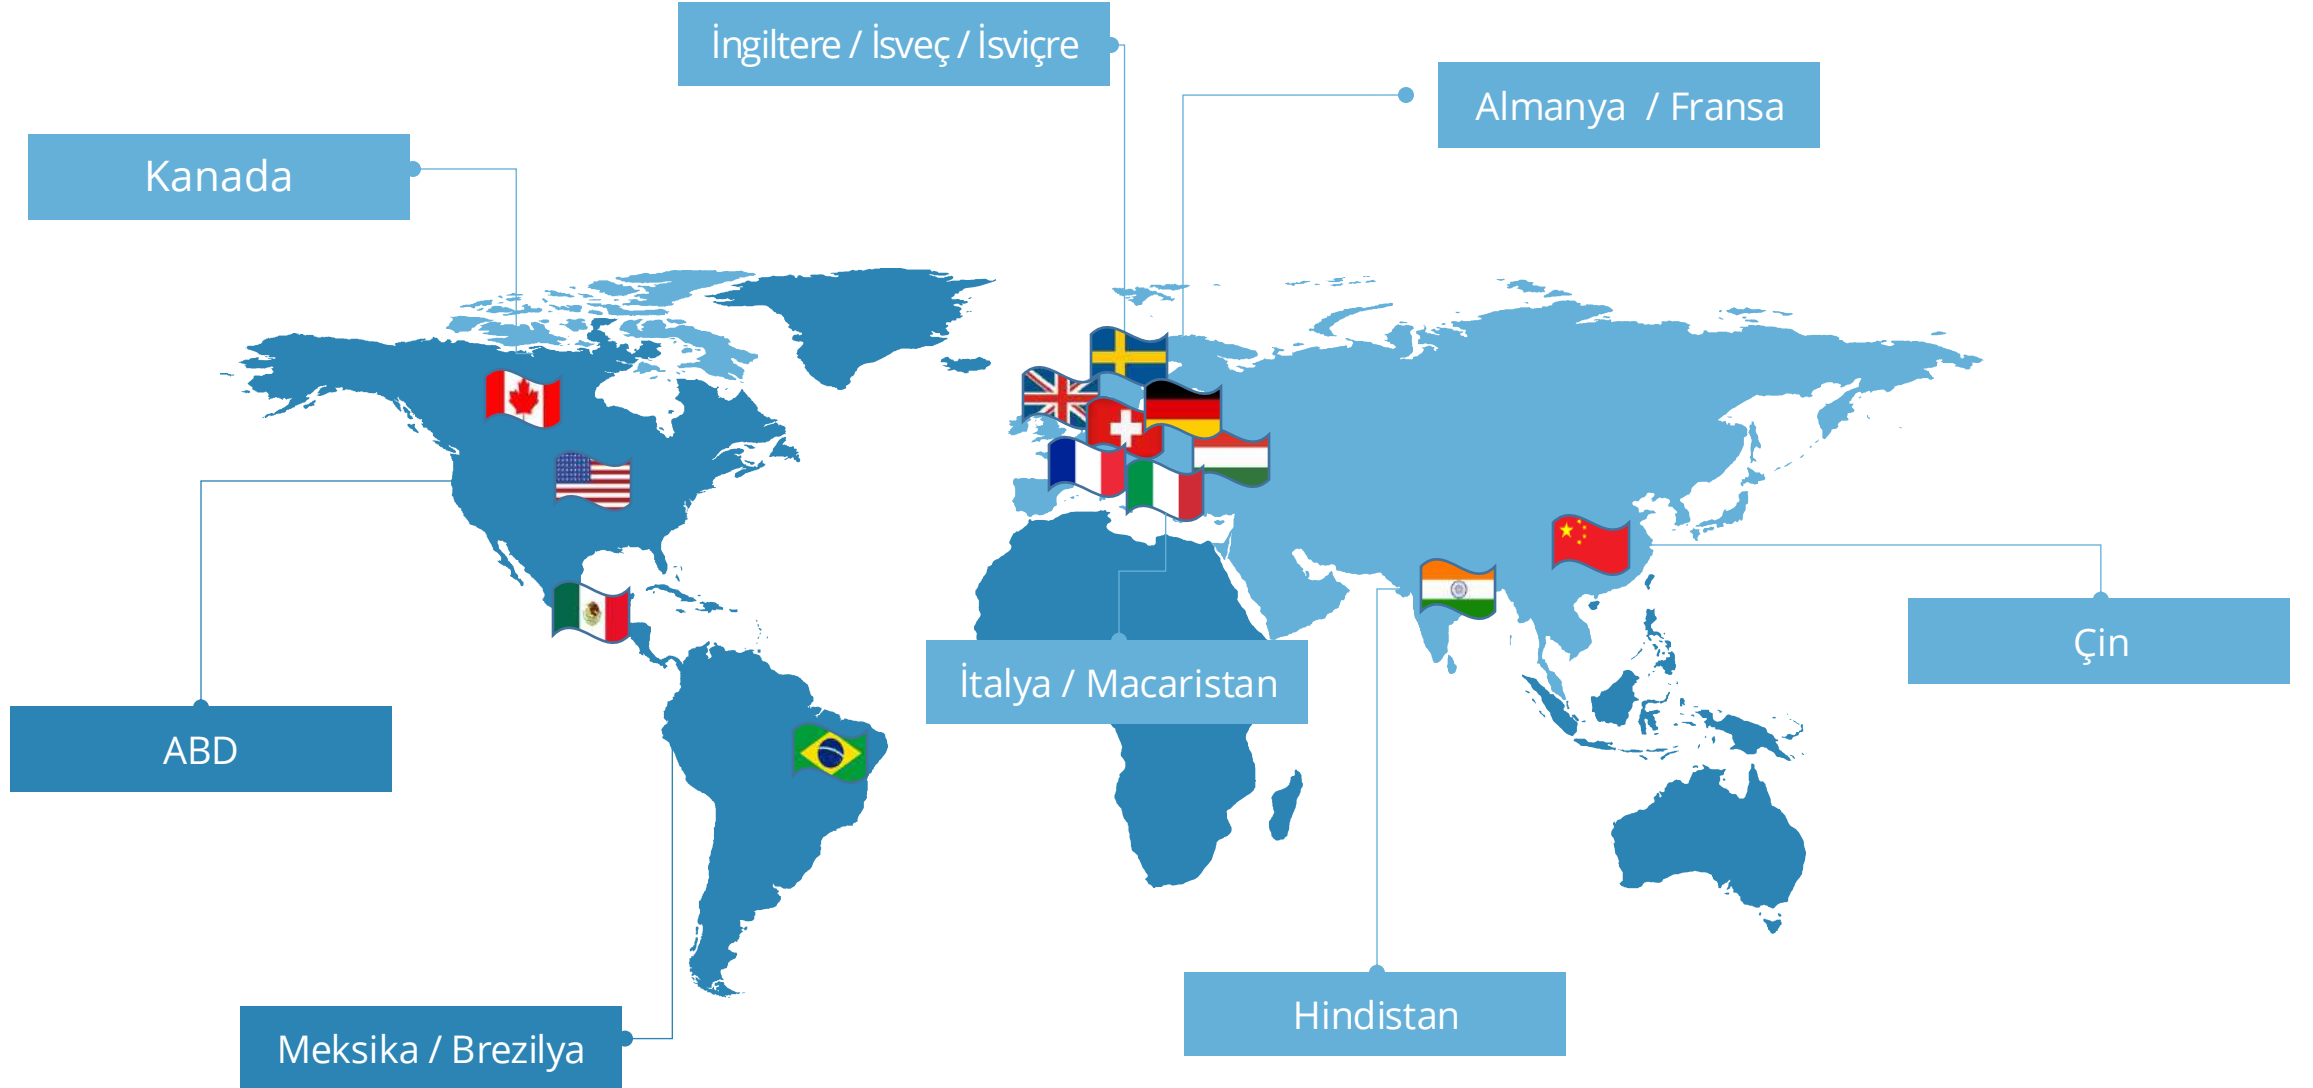 İngiltere / İsveç / İsviçre
Almanya / Fransa
Kanada
Çin
İtalya / Macaristan
ABD
Hindistan
Meksika / Brezilya